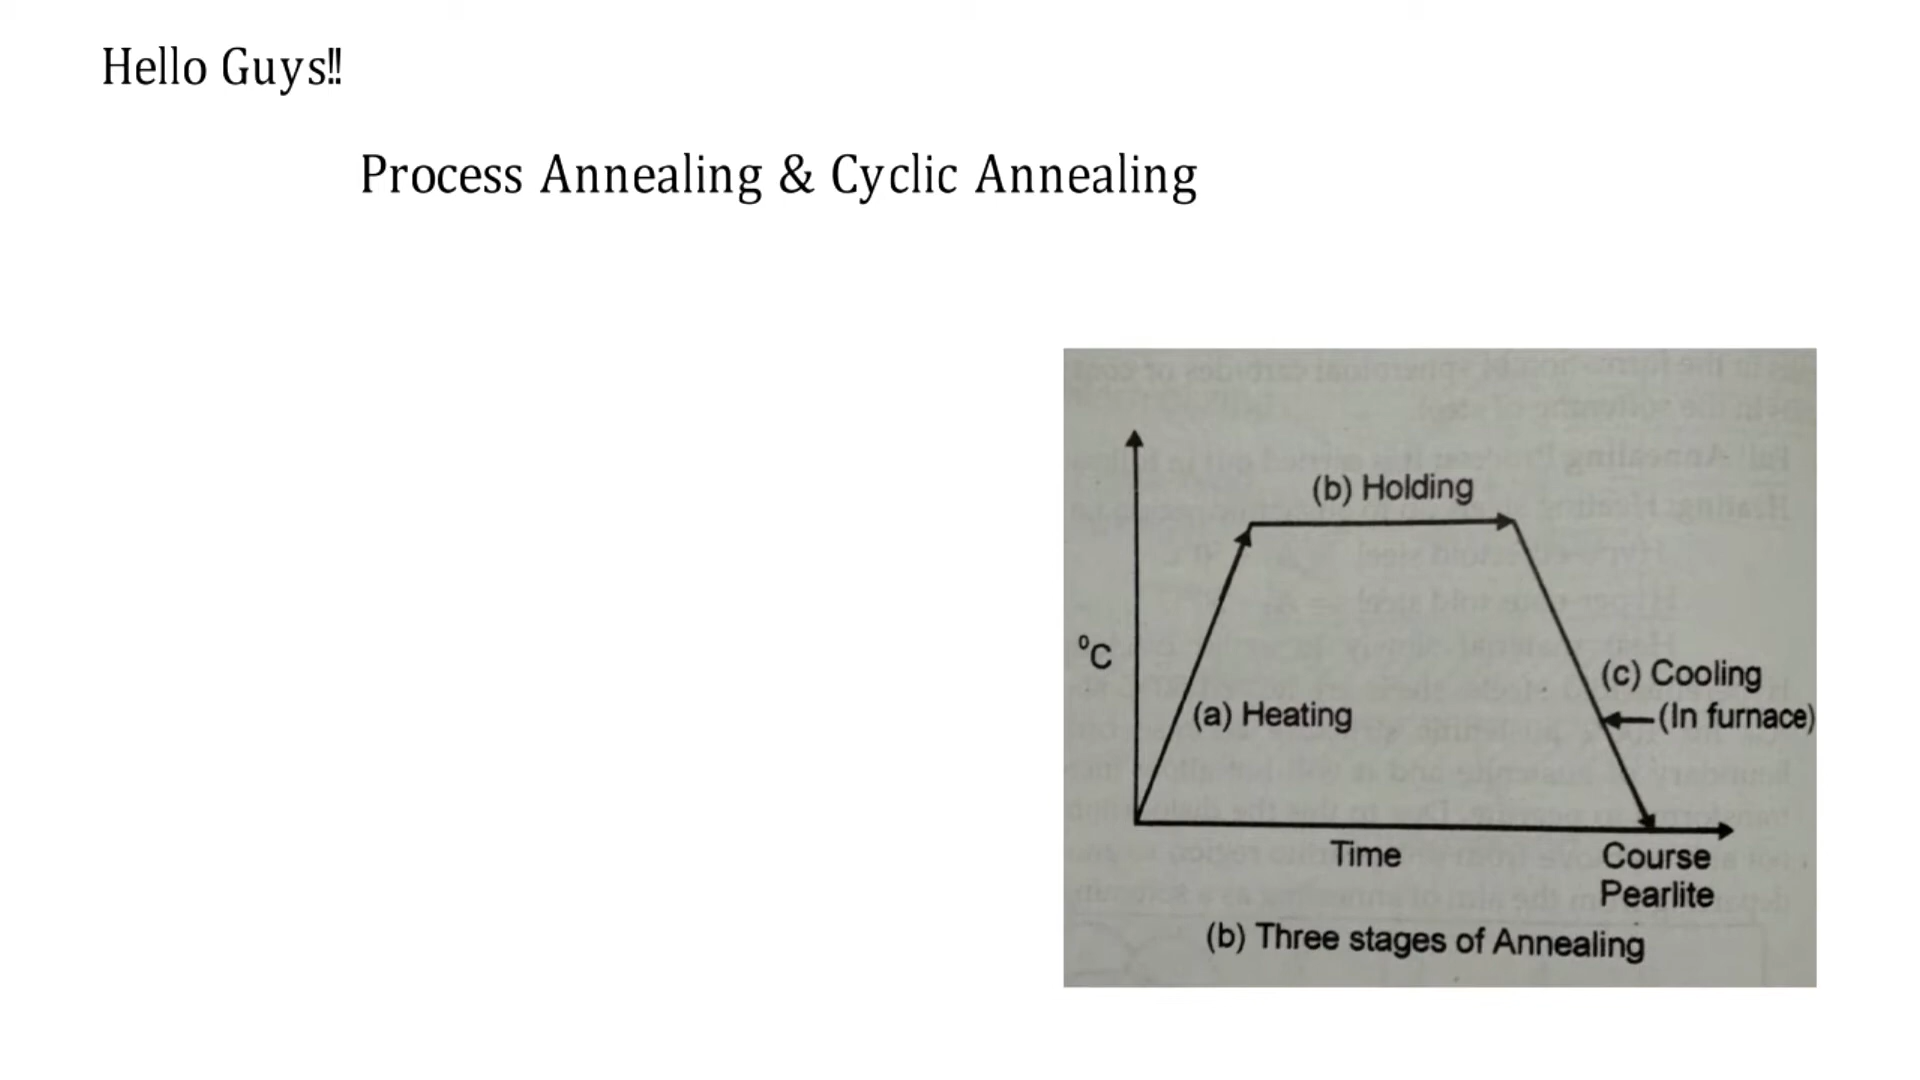 Hello Guys!!
Process Annealing & Cyclic Annealing
(b) Holding
°C
(a) Heating
(c) Cooling
(In furnace)
Time
Course
Pearlite
(b) Three stages of Annealing